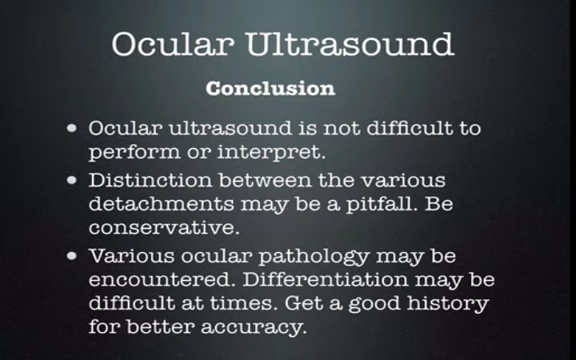 Ocular Ultrasound
Conclusion
• Ocular ultrasound is not difficult to
perform or interpret.
• Distinction between the various
detachments may be a pitfall. Be
conservative.
• Various ocular pathology may be
encountered. Differentiation may be
difficult at times. Get a good history
for better accuracy.